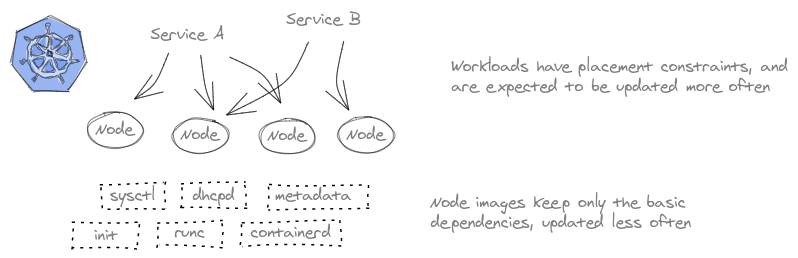 Service A
Service B
Workloads have placement constraints, and
are expected to be updated more often
Node
Node
Node
Node
sysctl
dhcpd
metadata
Node images keep only the basic
dependencies, updated less often
init
runc
containerd